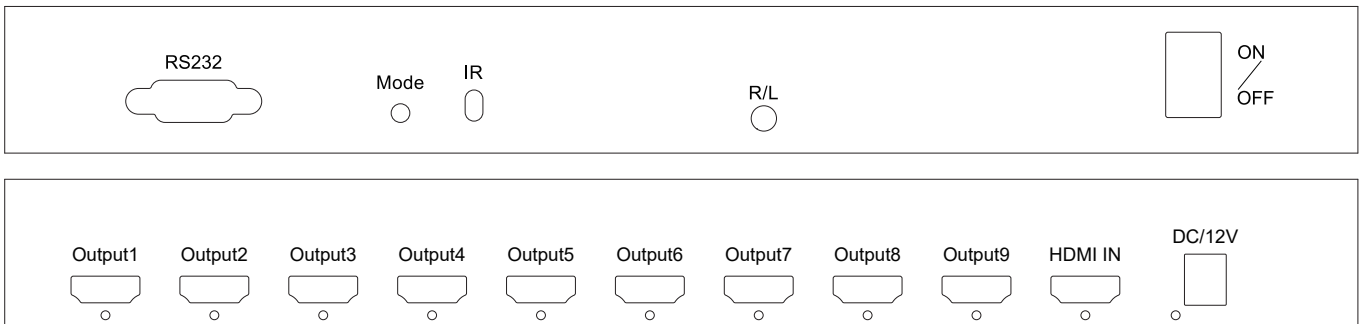 RS232
Mode
IR
R/L
ON/OFF
Output1 Output2 Output3 Output4 Output5 Output6 Output7 Output8 Output9 HDMI IN DC/12V